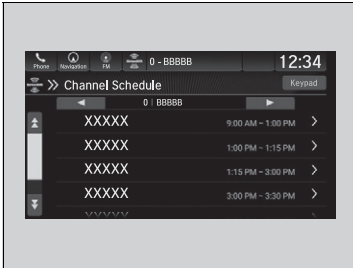 Phone Navigation FM 0 - BBBBB 12:34
Channel Schedule Keypad
0 | BBBBB
XXXXX 9:00 AM – 1:00 PM
XXXXX 1:00 PM – 1:15 PM
XXXXX 1:15 PM – 3:00 PM
XXXXX 3:00 PM – 3:30 PM